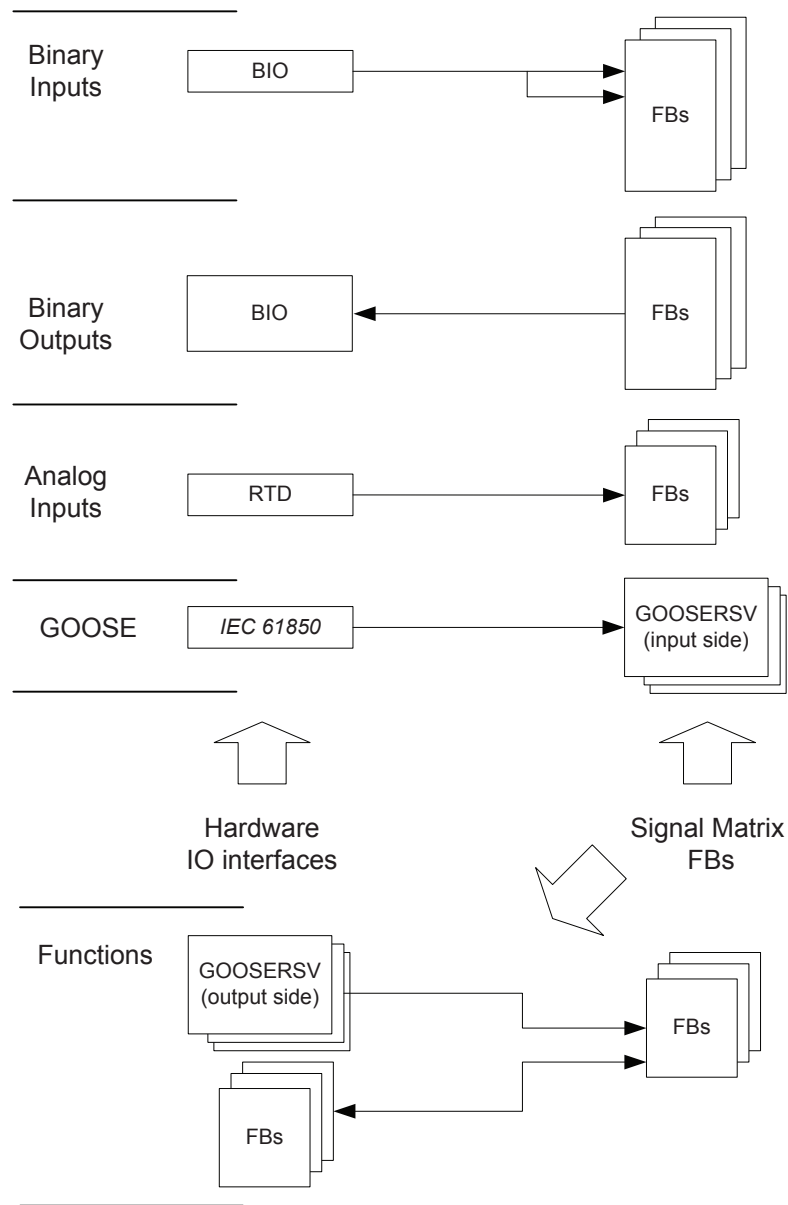 Binary
Inputs
BIO
FBs
Binary
Outputs
BIO
FBs
Analog
Inputs
RTD
FBs
GOOSE
IEC 61850
GOOSERSV
(input side)
Hardware
IO interfaces
Signal Matrix
FBs
Functions
GOOSERSV
(output side)
FBs
FBs